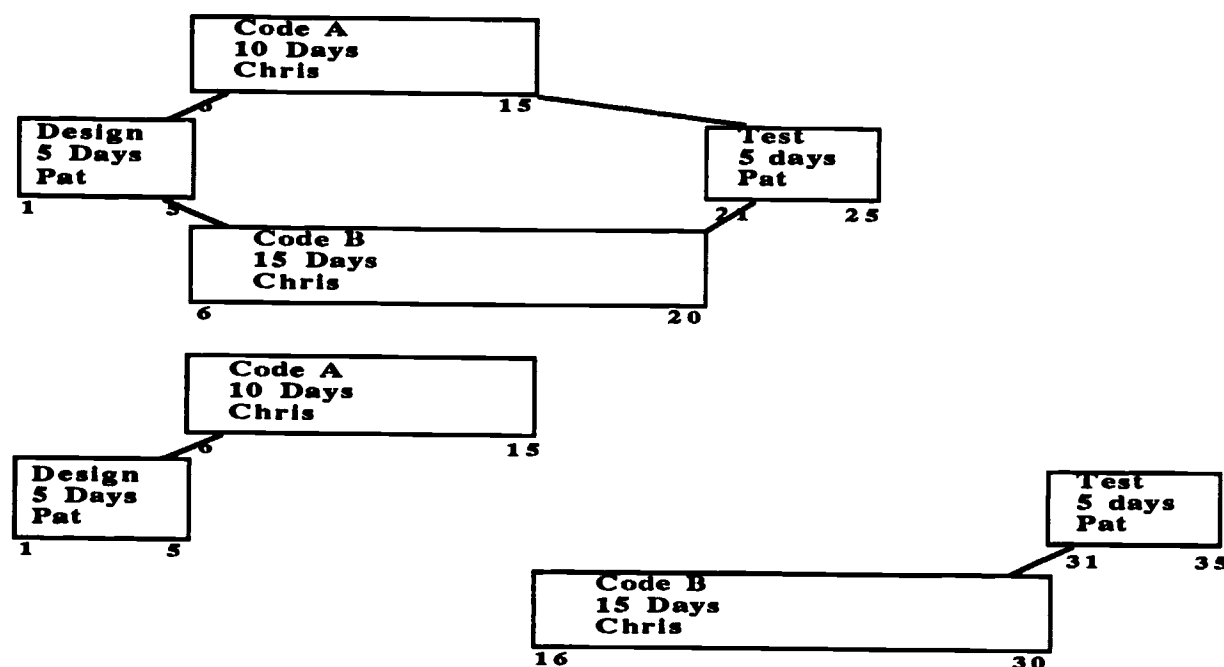 Code A
10 Days
Chris
6
15
Design
5 Days
Pat
1
5
Test
5 days
Pat
21
25
Code B
15 Days
Chris
6
20
Code A
10 Days
Chris
6
15
Design
5 Days
Pat
1
5
Test
5 days
Pat
31
35
Code B
15 Days
Chris
16
30